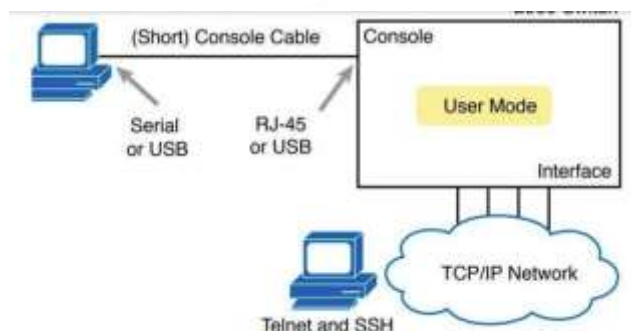 (Short) Console Cable
Console
Serial
or USB
RJ-45
or USB
User Mode
Interface
TCP/IP Network
Telnet and SSH